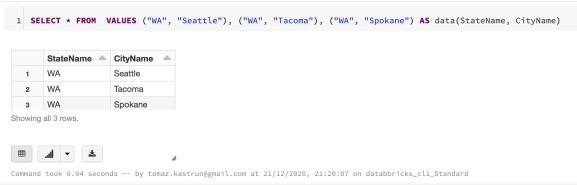 1 SELECT * FROM VALUES ("WA", "Seattle"), ("WA", "Tacoma"), ("WA", "Spokane") AS data(StateName, CityName)
StateName CityName
1 WA Seattle
2 WA Tacoma
3 WA Spokane
Showing all 3 rows.
Command took 0.04 seconds -- by tomaz.kastrun@gmail.com at 21/12/2020, 21:20:07 on databbricks_cl1_Standard